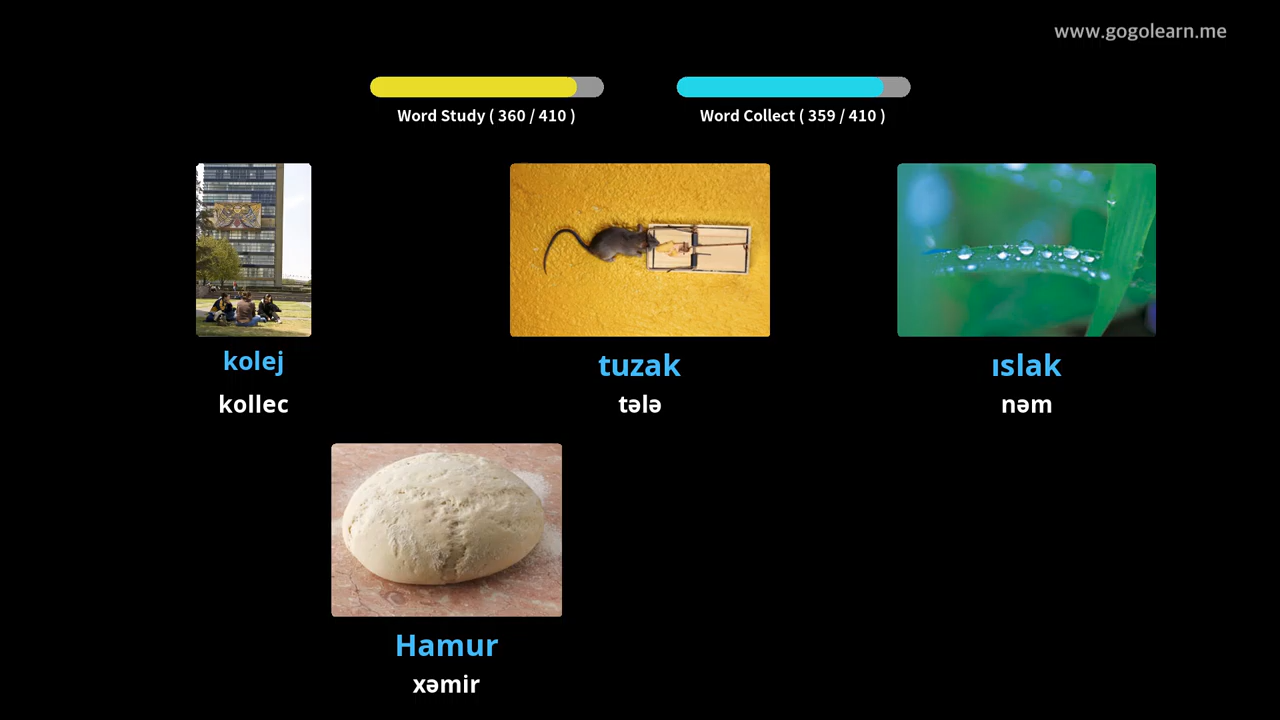 www.gogolearn.me
Word Study ( 360 / 410 )
Word Collect ( 359 / 410 )
kolej
kollec
tuzak
tələ
ıslak
nəm
Hamur
xəmir